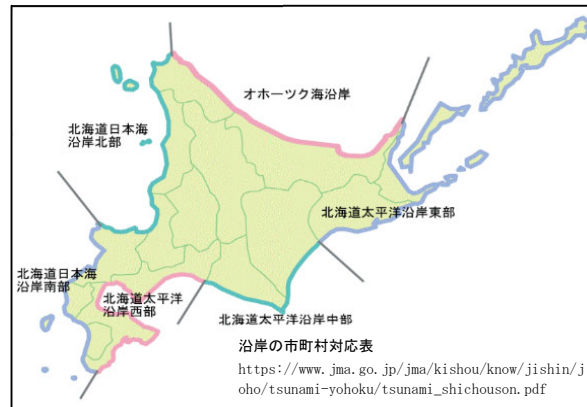 オホーツク海沿岸
北海道日本海
沿岸北部
北海道太平洋沿岸東部
北海道日本海
沿岸南部
北海道太平洋
沿岸西部
北海道太平洋沿岸中部
沿岸の市町村対応表
https://www.jma.go.jp/jma/kishou/know/jishin/j
oho/tsunami-yohoku/tsunami_shichouson.pdf